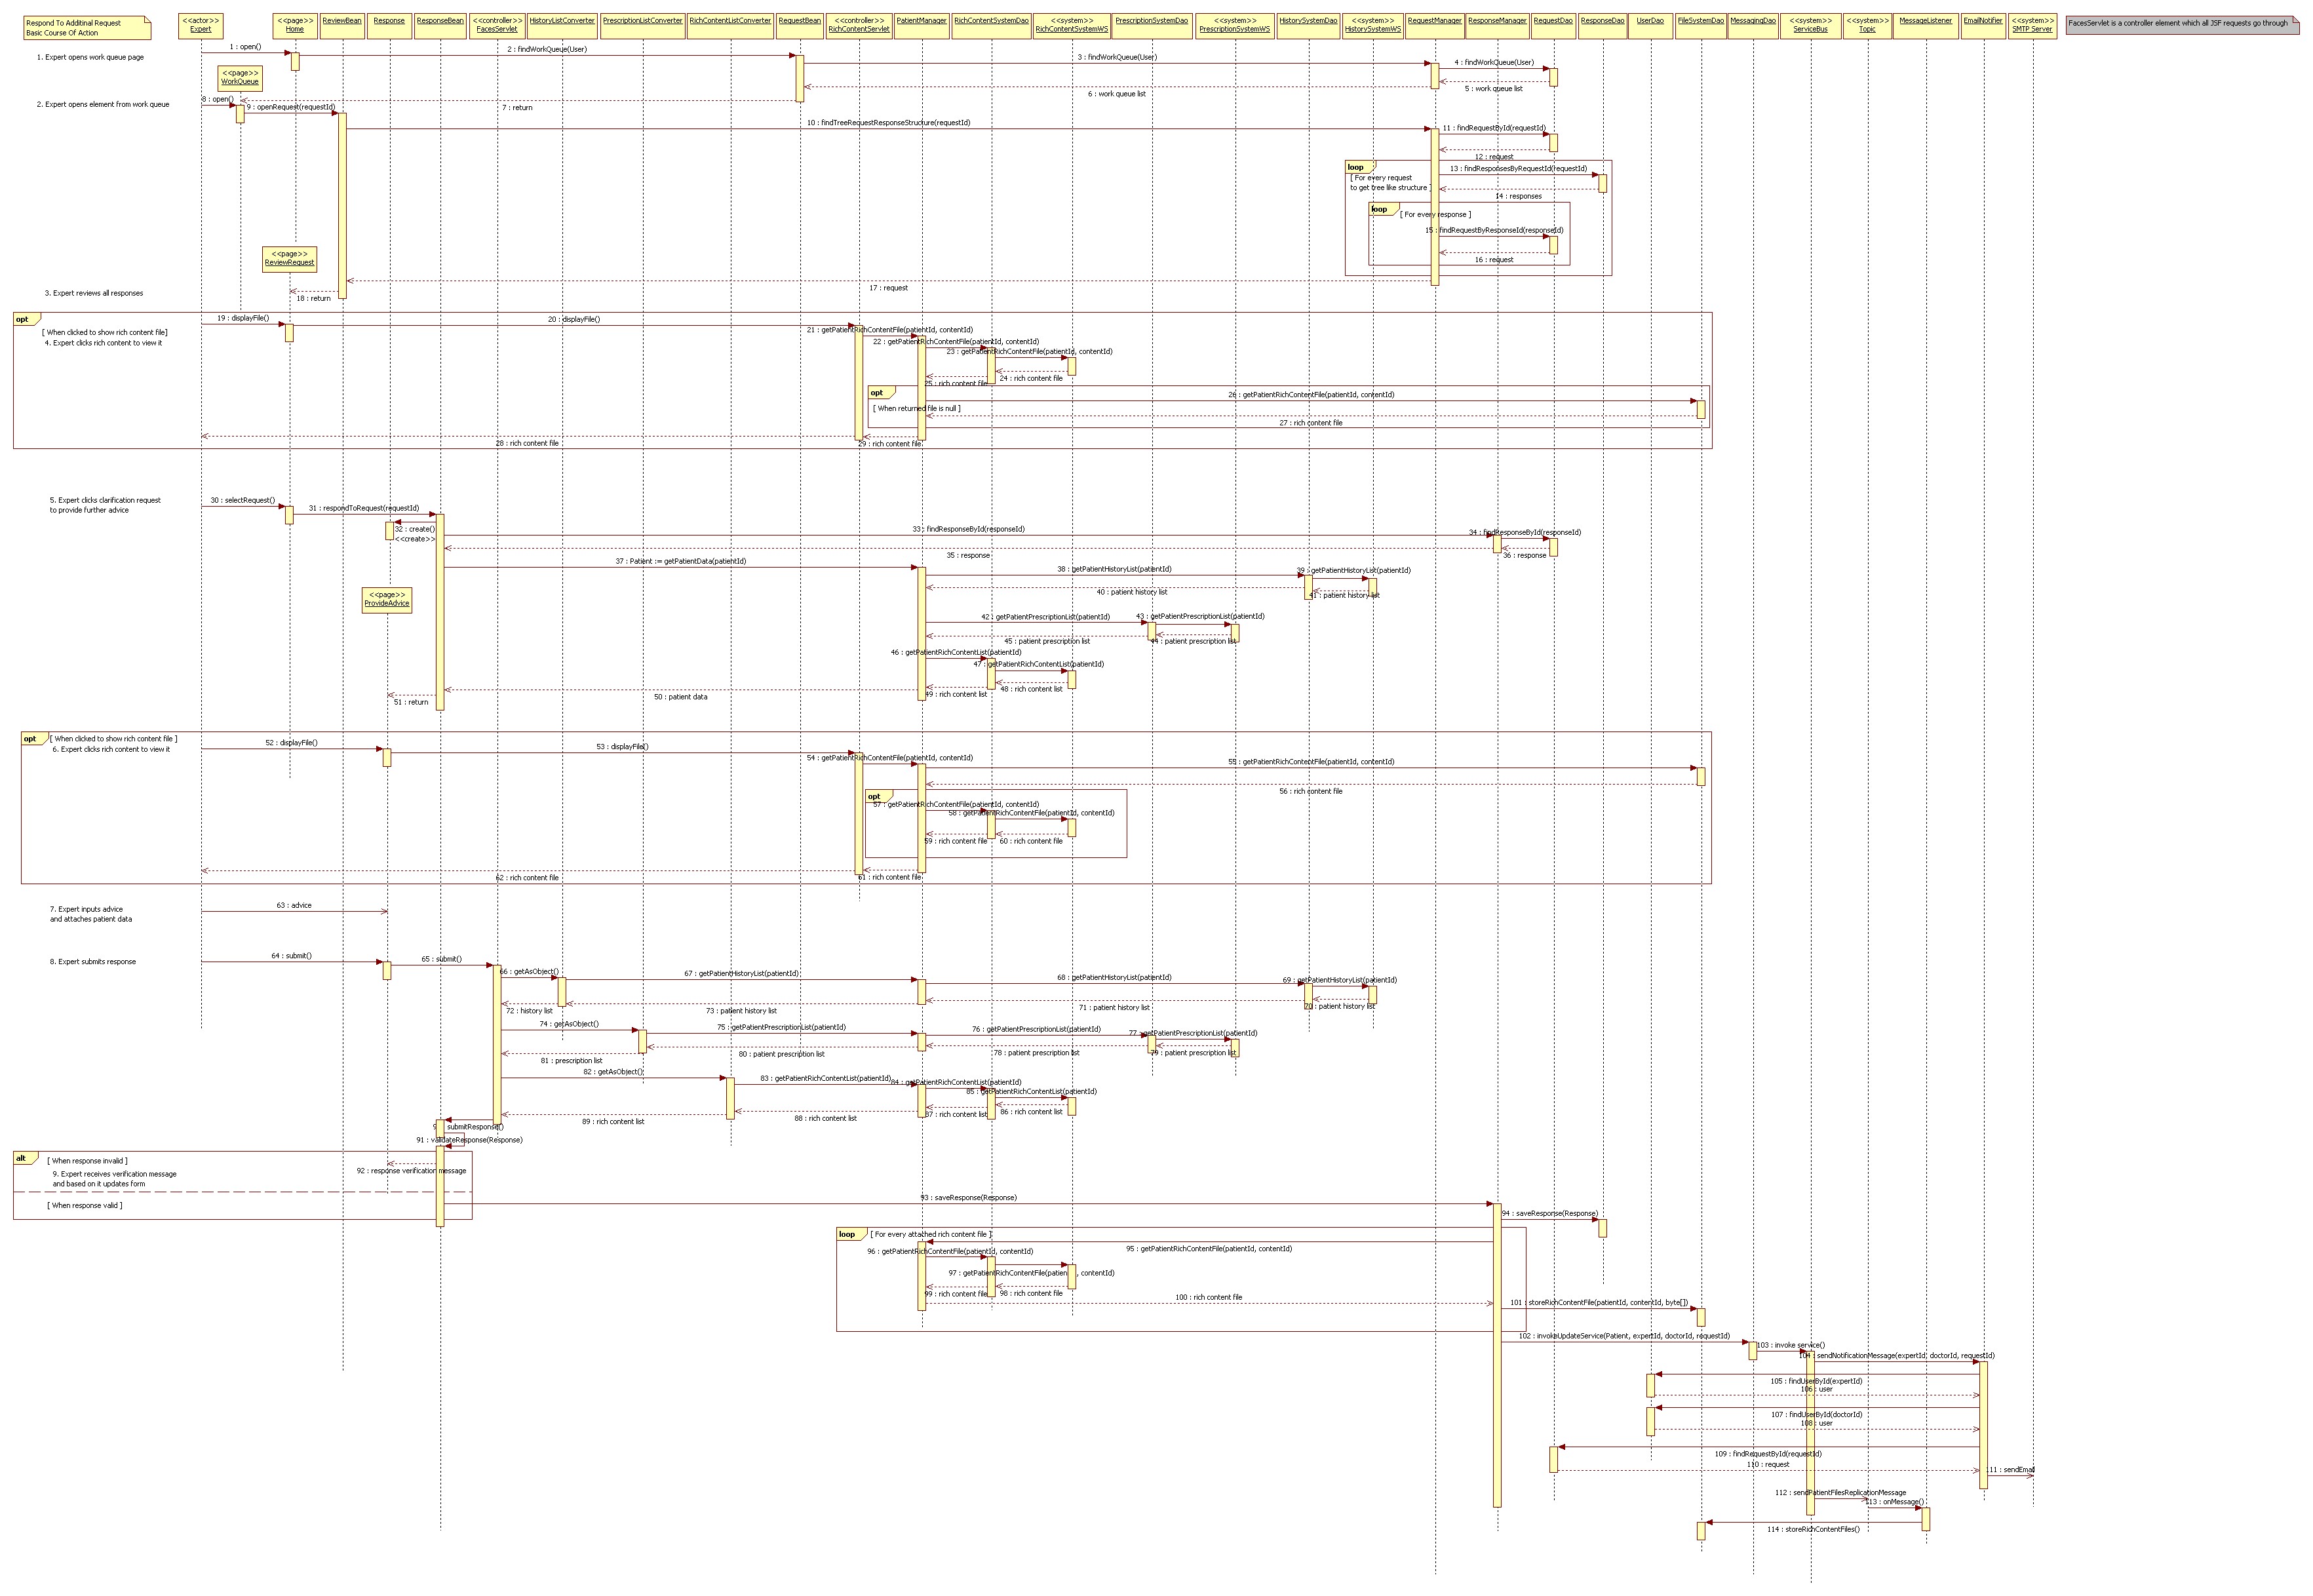 Respond To Additinal Request
Basic Course Of Action
<<actor>>
Expert
<<page>>
Home
ReviewBean
Response
ResponseBean
<<controller>>
FacesServlet
HistoryListConverter
PrescriptionListConverter
RichContentListConverter
RequestBean
<<controller>>
RichContentServlet
PatientManager
RichContentSystemDao
<<system>>
RichContentSystemWS
PrescriptionSystemDao
<<system>>
PrescriptionSystemWS
HistorySystemDao
<<system>>
HistorySystemWS
RequestManager
ResponseManager
RequestDao
ResponseDao
UserDao
FileSystemDao
MessagingDao
<<system>>
ServiceBus
<<system>>
Topic
MessageListener
EmailNotifier
<<system>>
SMTP Server
FacesServlet is a controller element which all JSF requests go through
1 : open()
2 : findWorkQueue(User)
1. Expert opens work queue page
3 : findWorkQueue(User)
4 : findWorkQueue(User)
<<page>>
WorkQueue
5 : work queue list
6 : work queue list
7 : return
2. Expert opens element from work queue
8 : open()
9 : openRequest(requestId)
10 : findTreeRequestResponseStructure(requestId)
11 : findRequestById(requestId)
12 : request
loop
[ For every request
to get tree like structure ]
13 : findResponsesByRequestId(requestId)
14 : responses
loop
[ For every response ]
15 : findRequestByResponseId(responseId)
16 : request
<<page>>
ReviewRequest
17 : request
3. Expert reviews all responses
18 : return
opt
[ When clicked to show rich content file]
4. Expert clicks rich content to view it
19 : displayFile()
20 : displayFile()
21 : getPatientRichContentFile(patientId, contentId)
22 : getPatientRichContentFile(patientId, contentId)
23 : getPatientRichContentFile(patientId, contentId)
24 : rich content file
25 : rich content file
opt
[ When returned file is null ]
26 : getPatientRichContentFile(patientId, contentId)
27 : rich content file
28 : rich content file
29 : rich content file
5. Expert clicks clarification request
to provide further advice
30 : selectRequest()
31 : respondToRequest(requestId)
32 : create()
<<create>>
33 : findResponseById(responseId)
34 : findResponseById(responseId)
35 : response
36 : response
37 : Patient := getPatientData(patientId)
38 : getPatientHistoryList(patientId)
39 : getPatientHistoryList(patientId)
40 : patient history list
41 : patient history list
<<page>>
ProvideAdvice
42 : getPatientPrescriptionList(patientId)
43 : getPatientPrescriptionList(patientId)
44 : patient prescription list
45 : patient prescription list
46 : getPatientRichContentList(patientId)
47 : getPatientRichContentList(patientId)
48 : rich content list
49 : rich content list
50 : patient data
51 : return
opt
[ When clicked to show rich content file ]
6. Expert clicks rich content to view it
52 : displayFile()
53 : displayFile()
54 : getPatientRichContentFile(patientId, contentId)
55 : getPatientRichContentFile(patientId, contentId)
56 : rich content file
opt
57 : getPatientRichContentFile(patientId, contentId)
58 : getPatientRichContentFile(patientId, contentId)
59 : rich content file
60 : rich content file
61 : rich content file
62 : rich content file
7. Expert inputs advice
and attaches patient data
63 : advice
8. Expert submits response
64 : submit()
65 : submit()
66 : getAsObject()
67 : getPatientHistoryList(patientId)
68 : getPatientHistoryList(patientId)
69 : getPatientHistoryList(patientId)
70 : patient history list
71 : patient history list
72 : history list
73 : patient history list
74 : getAsObject()
75 : getPatientPrescriptionList(patientId)
76 : getPatientPrescriptionList(patientId)
77 : getPatientPrescriptionList(patientId)
78 : patient prescription list
79 : patient prescription list
80 : patient prescription list
81 : prescription list
82 : getAsObject()
83 : getPatientRichContentList(patientId)
84 : getPatientRichContentList(patientId)
85 : getPatientRichContentList(patientId)
86 : rich content list
87 : rich content list
88 : rich content list
89 : rich content list
submitResponse()
91 : validateResponse(Response)
alt
[ When response invalid ]
9. Expert receives verification message
and based on it updates form
92 : response verification message
[ When response valid ]
93 : saveResponse(Response)
94 : saveResponse(Response)
loop
[ For every attached rich content file ]
95 : getPatientRichContentFile(patientId, contentId)
96 : getPatientRichContentFile(patientId, contentId)
97 : getPatientRichContentFile(patien , contentId)
98 : rich content file
99 : rich content file
100 : rich content file
101 : storeRichContentFile(patientId, contentId, byte[])
102 : invokeUpdateService(Patient, expertId, doctorId, requestId)
103 : invoke service()
104 : sendNotificationMessage(expertId, doctorId, requestId)
105 : findUserById(expertId)
106 : user
107 : findUserById(doctorId)
108 : user
109 : findRequestById(requestId)
110 : request
111 : sendEmail
112 : sendPatientFilesReplicationMessage
113 : onMessage()
114 : storeRichContentFiles()